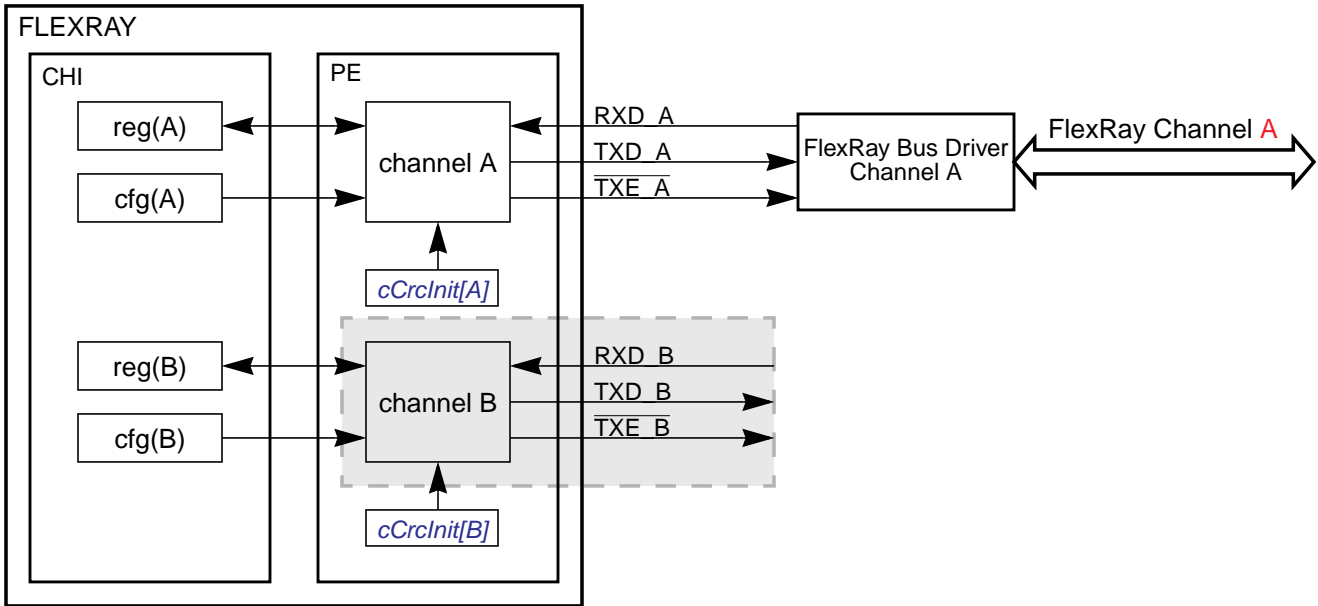 FLEXRAY
CHI
PE
reg(A)
cfg(A)
channel A
cCrcInit[A]
RXD_A
TXD_A
TXE_A
FlexRay Bus Driver
Channel A
FlexRay Channel A
reg(B)
cfg(B)
channel B
cCrcInit[B]
RXD_B
TXD_B
TXE_B